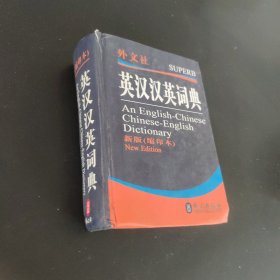 外文社
SUPERB
英汉汉英词典
An English-Chinese
Chinese-English
Dictionary
新版(缩印本)
New Edition
英汉汉英词典